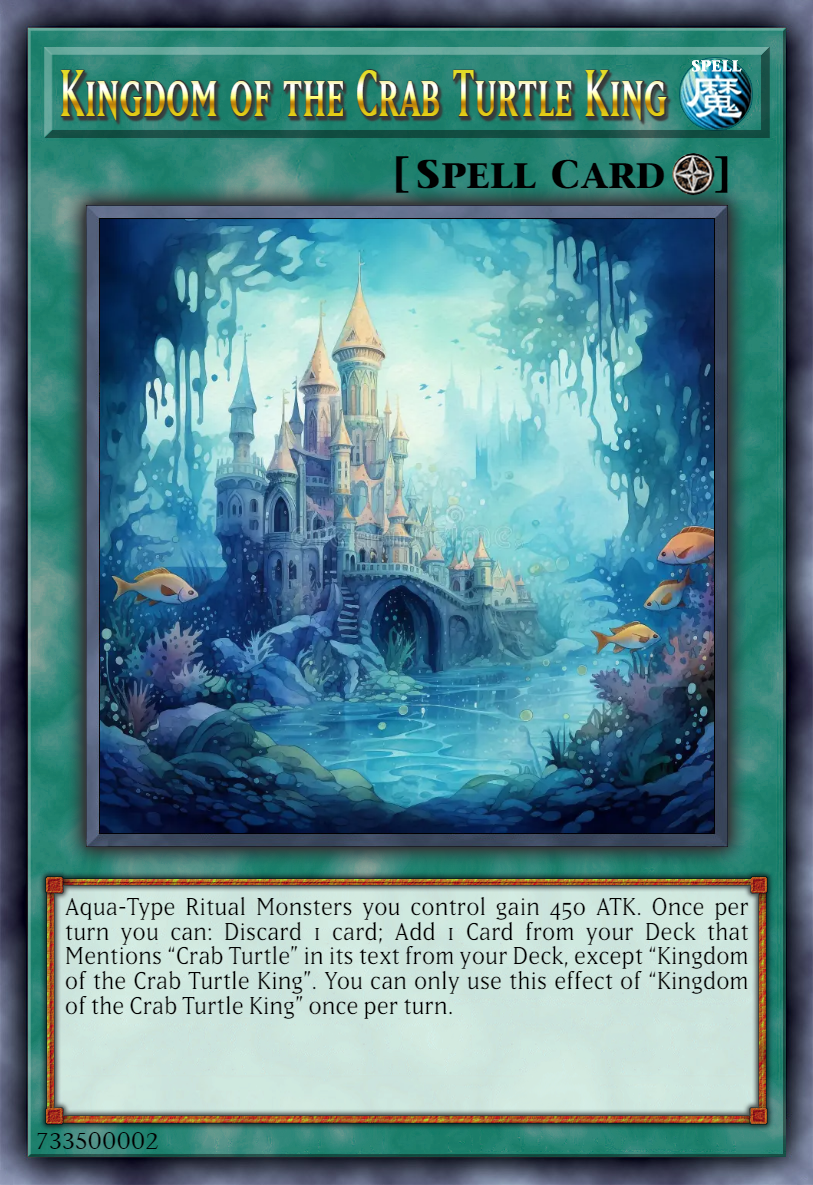 Kingdom of the Crab Turtle King
SPELL
魔
[Spell Card]
Aqua-Type Ritual Monsters you control gain 450 ATK. Once per
turn you can: Discard 1 card; Add 1 Card from your Deck that
Mentions “Crab Turtle” in its text from your Deck, except “Kingdom
of the Crab Turtle King”. You can only use this effect of “Kingdom
of the Crab Turtle King” once per turn.
733500002